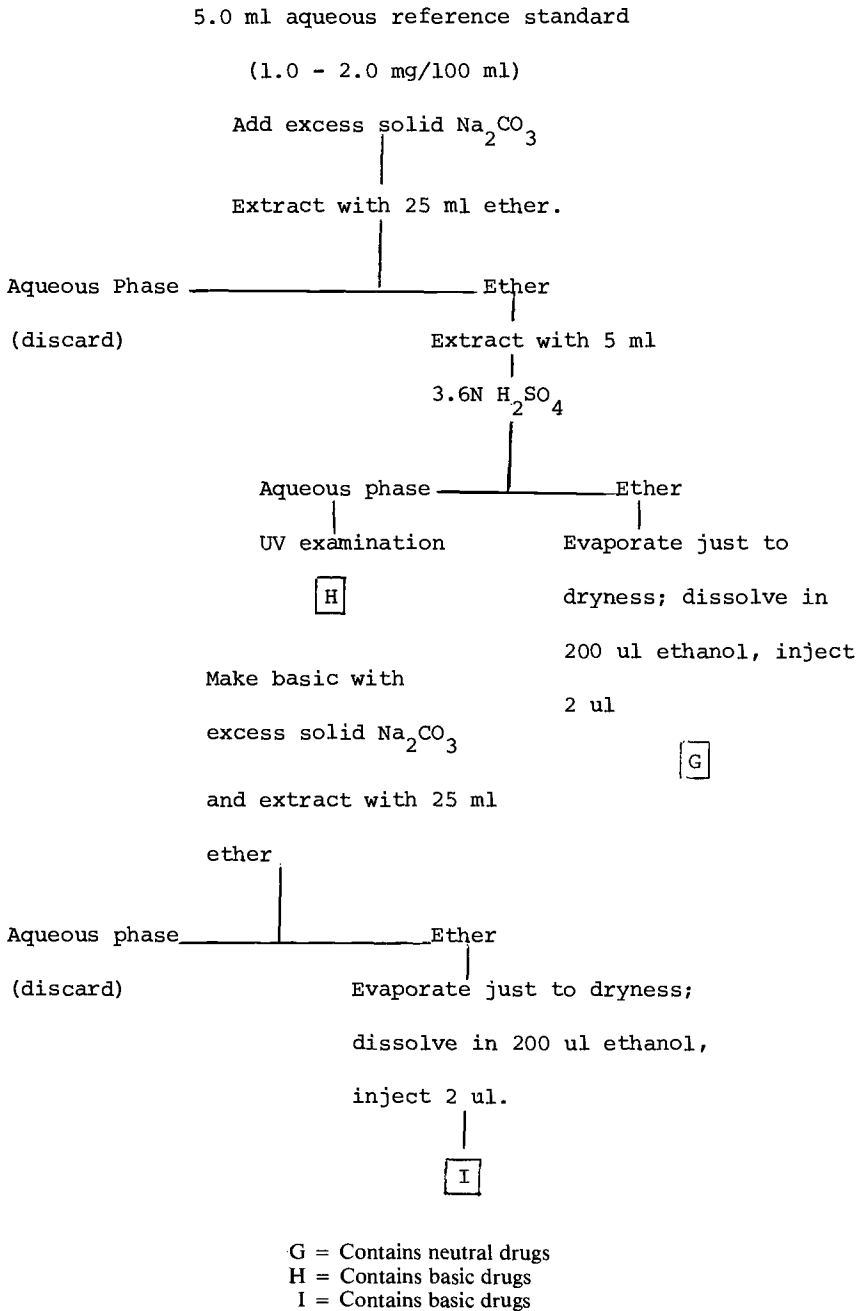 5.0 ml aqueous reference standard
(1.0 - 2.0 mg/100 ml)
Add excess solid Na2CO3
Extract with 25 ml ether.
Aqueous Phase Ether
(discard) Extract with 5 ml
3.6N H2SO4
Aqueous phase Ether
UV examination Evaporate just to
H dryness; dissolve in
200 ul ethanol, inject
Make basic with 2 ul
excess solid Na2CO3 G
and extract with 25 ml
ether
Aqueous phase Ether
(discard) Evaporate just to dryness;
dissolve in 200 ul ethanol,
inject 2 ul.
I
G = Contains neutral drugs
H = Contains basic drugs
I = Contains basic drugs